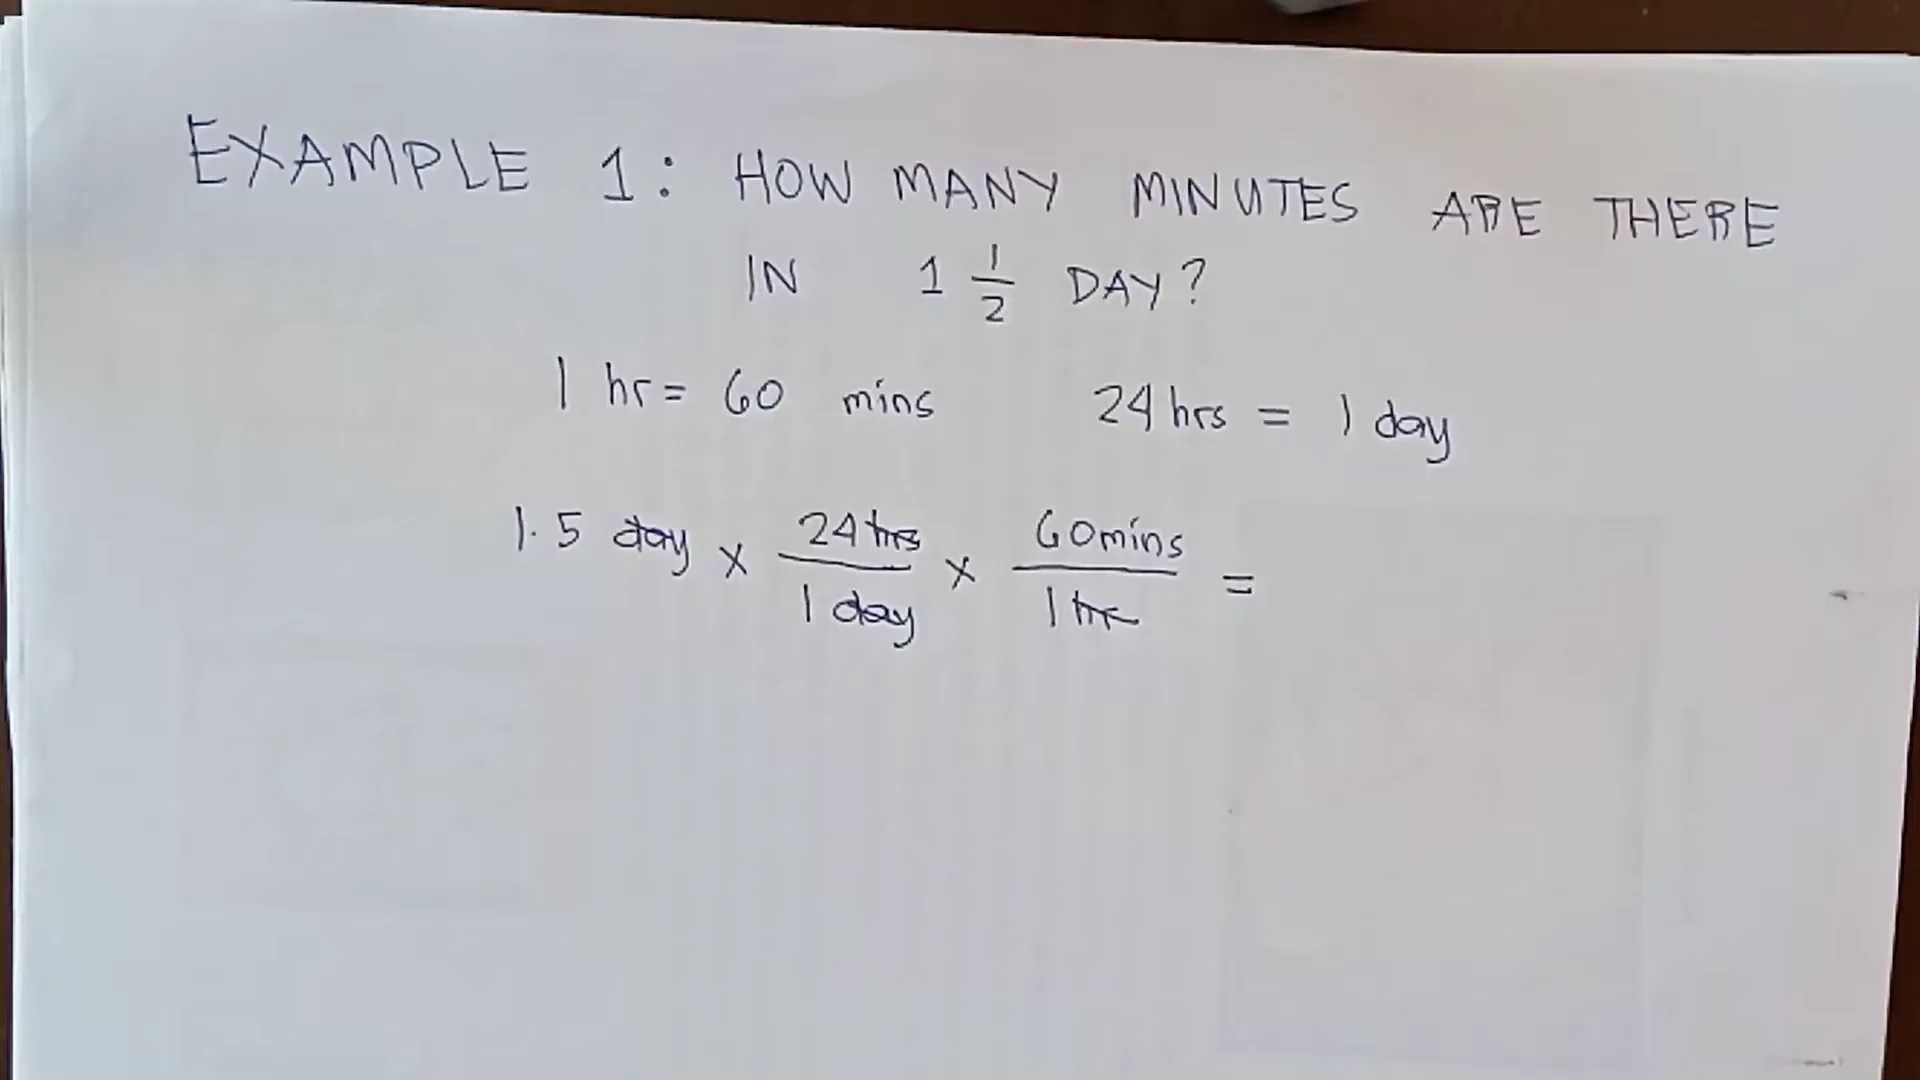 EXAMPLE 1: HOW MANY MINUTES ARE THERE
IN 1 1/2 DAY?
1 hr = 60 mins 24 hrs = 1 day
1.5 day x 24 hrs/1 day x 60 mins/1 hr =